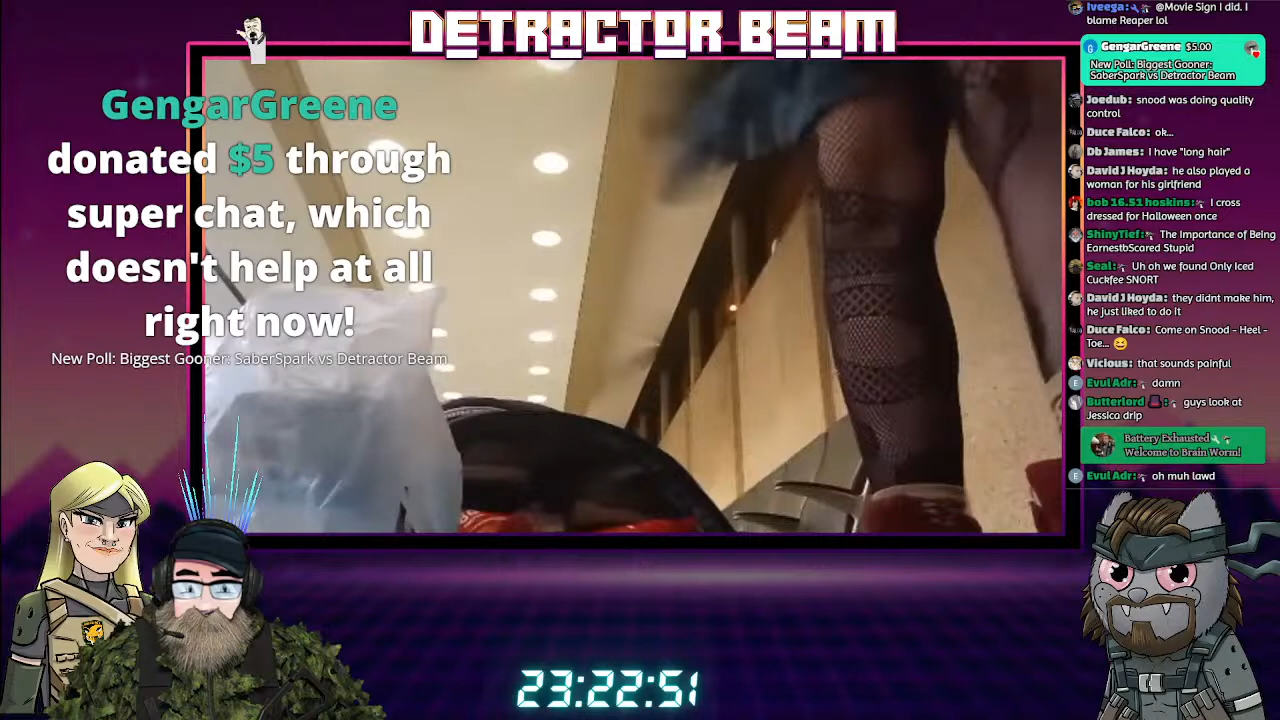 DETRACTOR BEAM
GengarGreene
donated $5 through
super chat, which
doesn't help at all
right now!
New Poll: Biggest Gooner: SaberSpark vs Detractor Beam
Iveega: @Movie Sign I did. I
blame Reaper lol
GengarGreene $5.00
New Poll: Biggest Gooner:
SaberSpark vs Detractor Beam
Joedub: snood was doing quality
control
Duce Falco: ok...
Db James: I have "long hair"
David J Hoyda: he also played a
woman for his girlfriend
bob 16.51 hoskins: I cross
dressed for Halloween once
ShinyTief: The Importance of Being
EarnestbScared Stupid
Seal: Uh oh we found Only Iced
Cuckfee SNORT
David J Hoyda: they didnt make him,
he just liked to do it
Duce Falco: Come on Snood - Heel -
Toe... 😆
Vicious: that sounds painful
E Evul Adr: damn
Butterlord : guys look at
Jessica drip
Battery Exhausted
Welcome to Brain Worm!
E Evul Adr: oh muh lawd
23:22:51